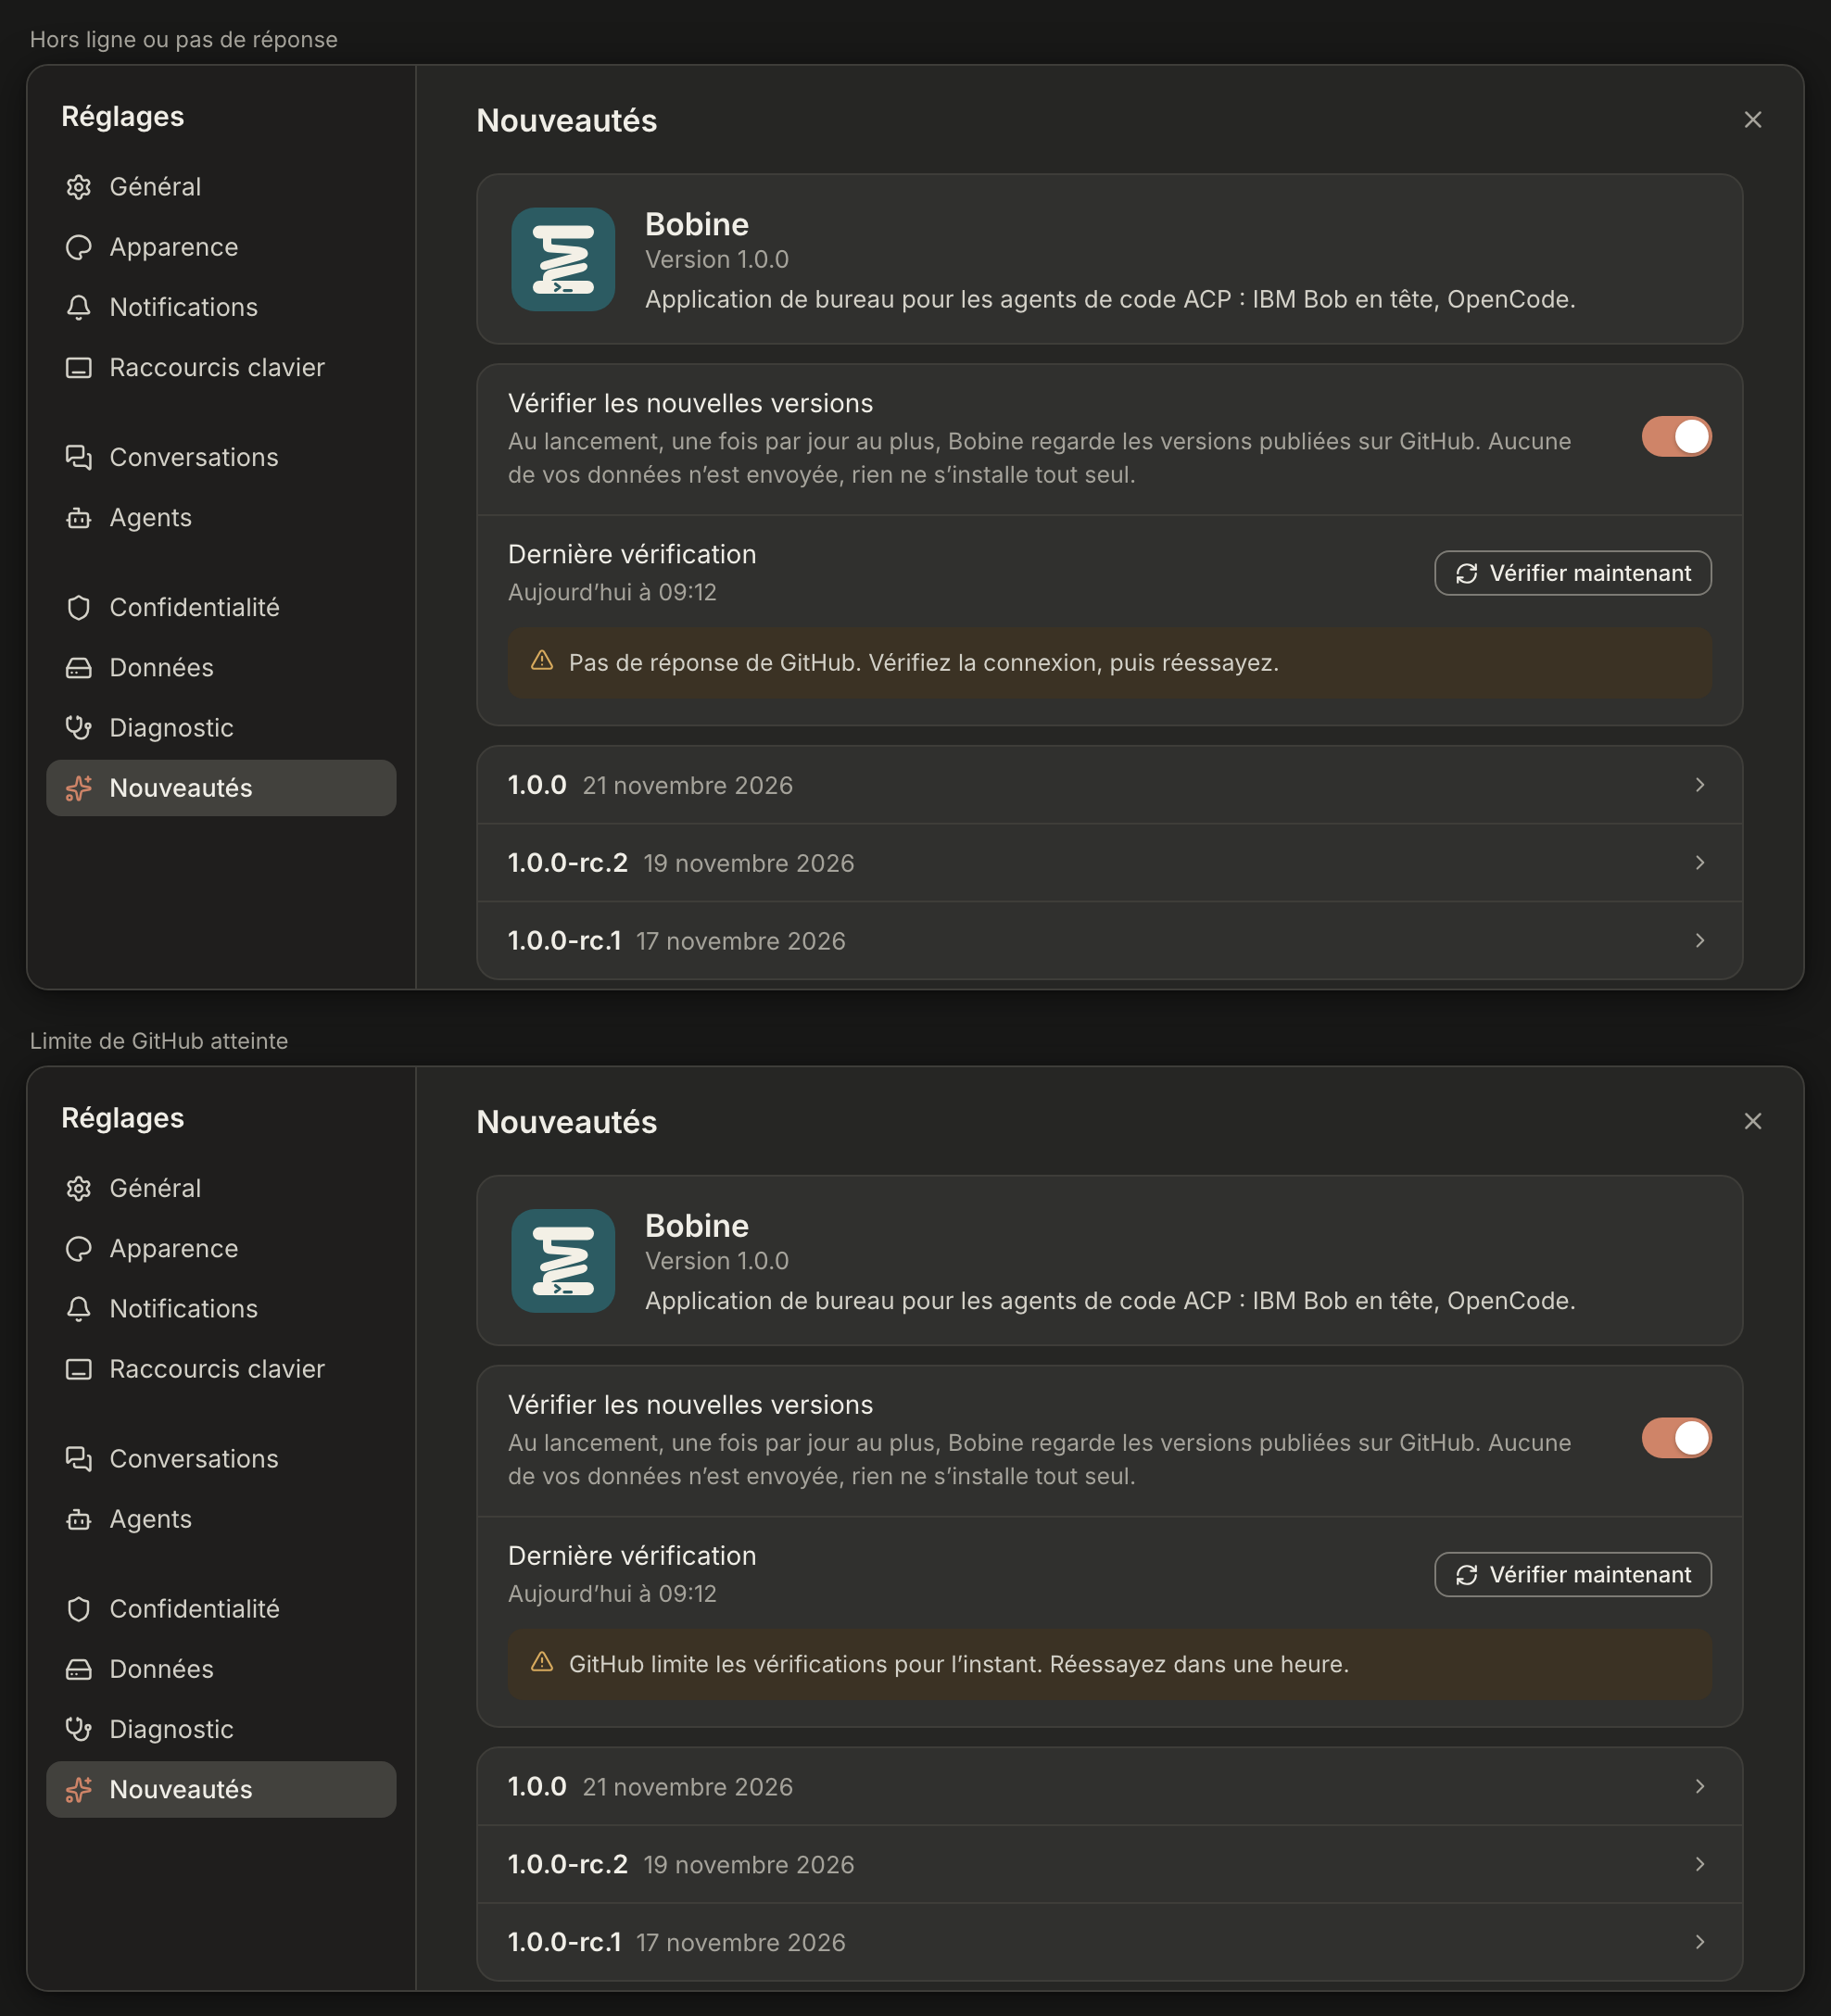 Hors ligne ou pas de réponse
Réglages
Général
Apparence
Notifications
Raccourcis clavier
Conversations
Agents
Confidentialité
Données
Diagnostic
Nouveautés
Nouveautés
Bobine
Version 1.0.0
Application de bureau pour les agents de code ACP : IBM Bob en tête, OpenCode.
Vérifier les nouvelles versions
Au lancement, une fois par jour au plus, Bobine regarde les versions publiées sur GitHub. Aucune
de vos données n’est envoyée, rien ne s’installe tout seul.
Dernière vérification
Aujourd’hui à 09:12
Vérifier maintenant
Pas de réponse de GitHub. Vérifiez la connexion, puis réessayez.
1.0.0 21 novembre 2026
1.0.0-rc.2 19 novembre 2026
1.0.0-rc.1 17 novembre 2026
Limite de GitHub atteinte
Réglages
Général
Apparence
Notifications
Raccourcis clavier
Conversations
Agents
Confidentialité
Données
Diagnostic
Nouveautés
Nouveautés
Bobine
Version 1.0.0
Application de bureau pour les agents de code ACP : IBM Bob en tête, OpenCode.
Vérifier les nouvelles versions
Au lancement, une fois par jour au plus, Bobine regarde les versions publiées sur GitHub. Aucune
de vos données n’est envoyée, rien ne s’installe tout seul.
Dernière vérification
Aujourd’hui à 09:12
Vérifier maintenant
GitHub limite les vérifications pour l’instant. Réessayez dans une heure.
1.0.0 21 novembre 2026
1.0.0-rc.2 19 novembre 2026
1.0.0-rc.1 17 novembre 2026